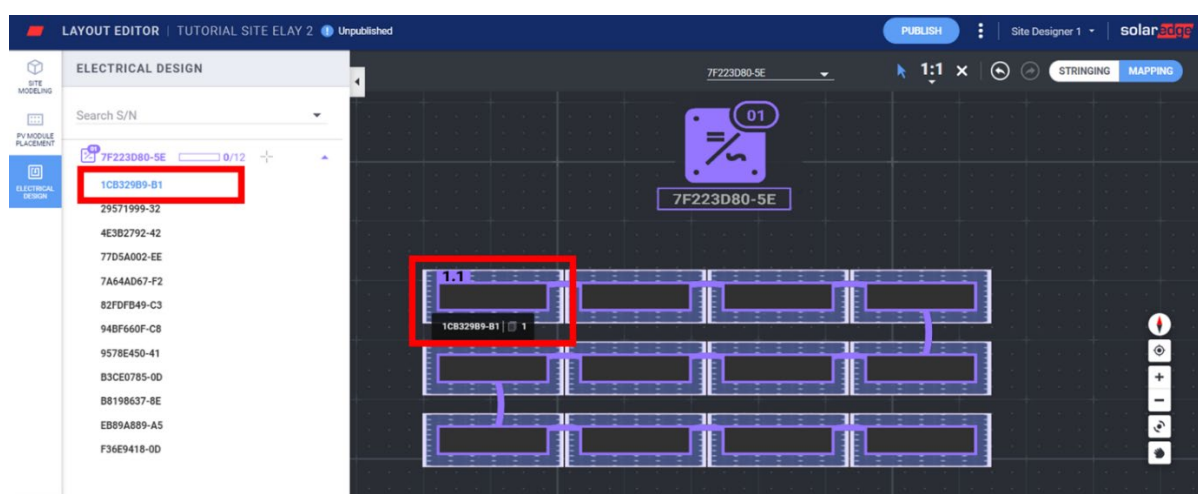 LAYOUT EDITOR | TUTORIAL SITE ELAY 2 Unpublished
PUBLISH
Site Designer 1
solaredge
SITE
MODELING
PV MODULE
PLACEMENT
ELECTRICAL
DESIGN
ELECTRICAL DESIGN
Search S/N
01
7F223D80-5E 0/12
1CB329B9-B1
29571999-32
4E3B2792-42
77D5A002-EE
7A64AD67-F2
82FDFB49-C3
94BF660F-C8
9578E450-41
B3CE0785-0D
B8198637-8E
EB89A889-A5
F36E9418-0D
7F223D80-5E
1:1
STRINGING
MAPPING
01
7F223D80-5E
1.1
1CB329B9-B1 | 1